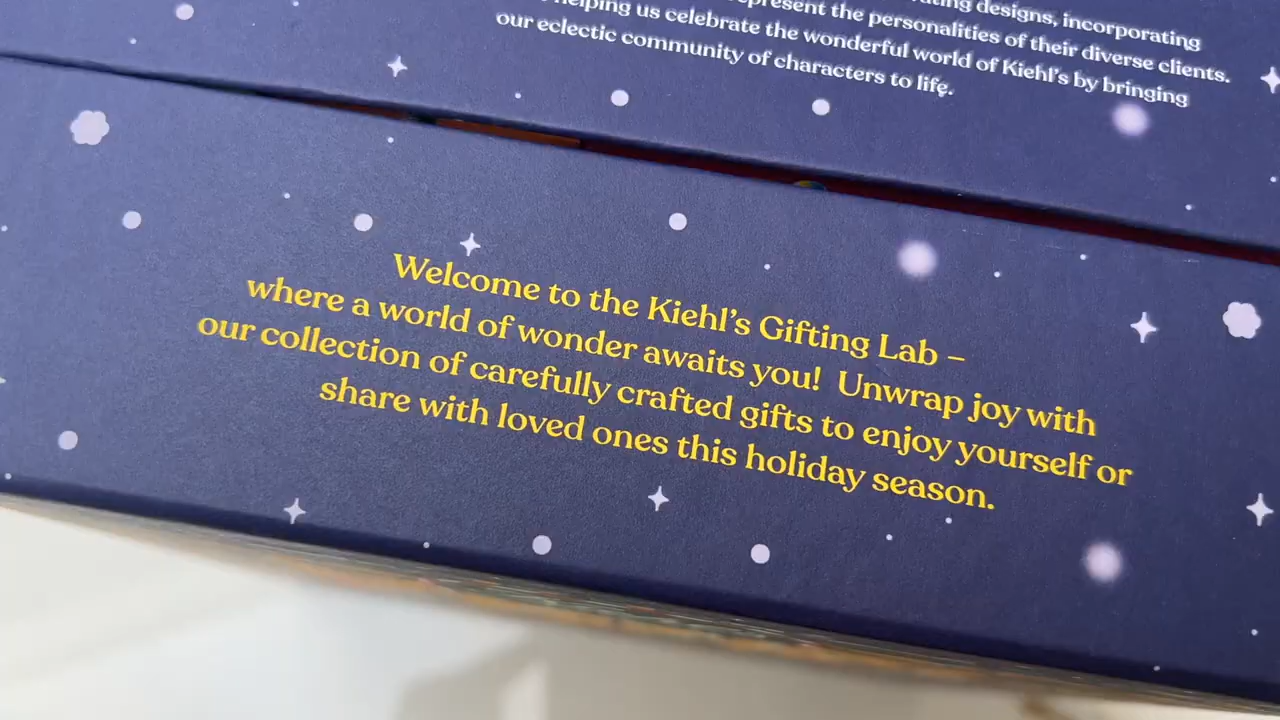 designs, incorporating
represent the personalities of their diverse clients.
helping us celebrate the wonderful world of Kiehl's by bringing
our eclectic community of characters to life.
Welcome to the Kiehl's Gifting Lab –
where a world of wonder awaits you! Unwrap joy with
our collection of carefully crafted gifts to enjoy yourself or
share with loved ones this holiday season.